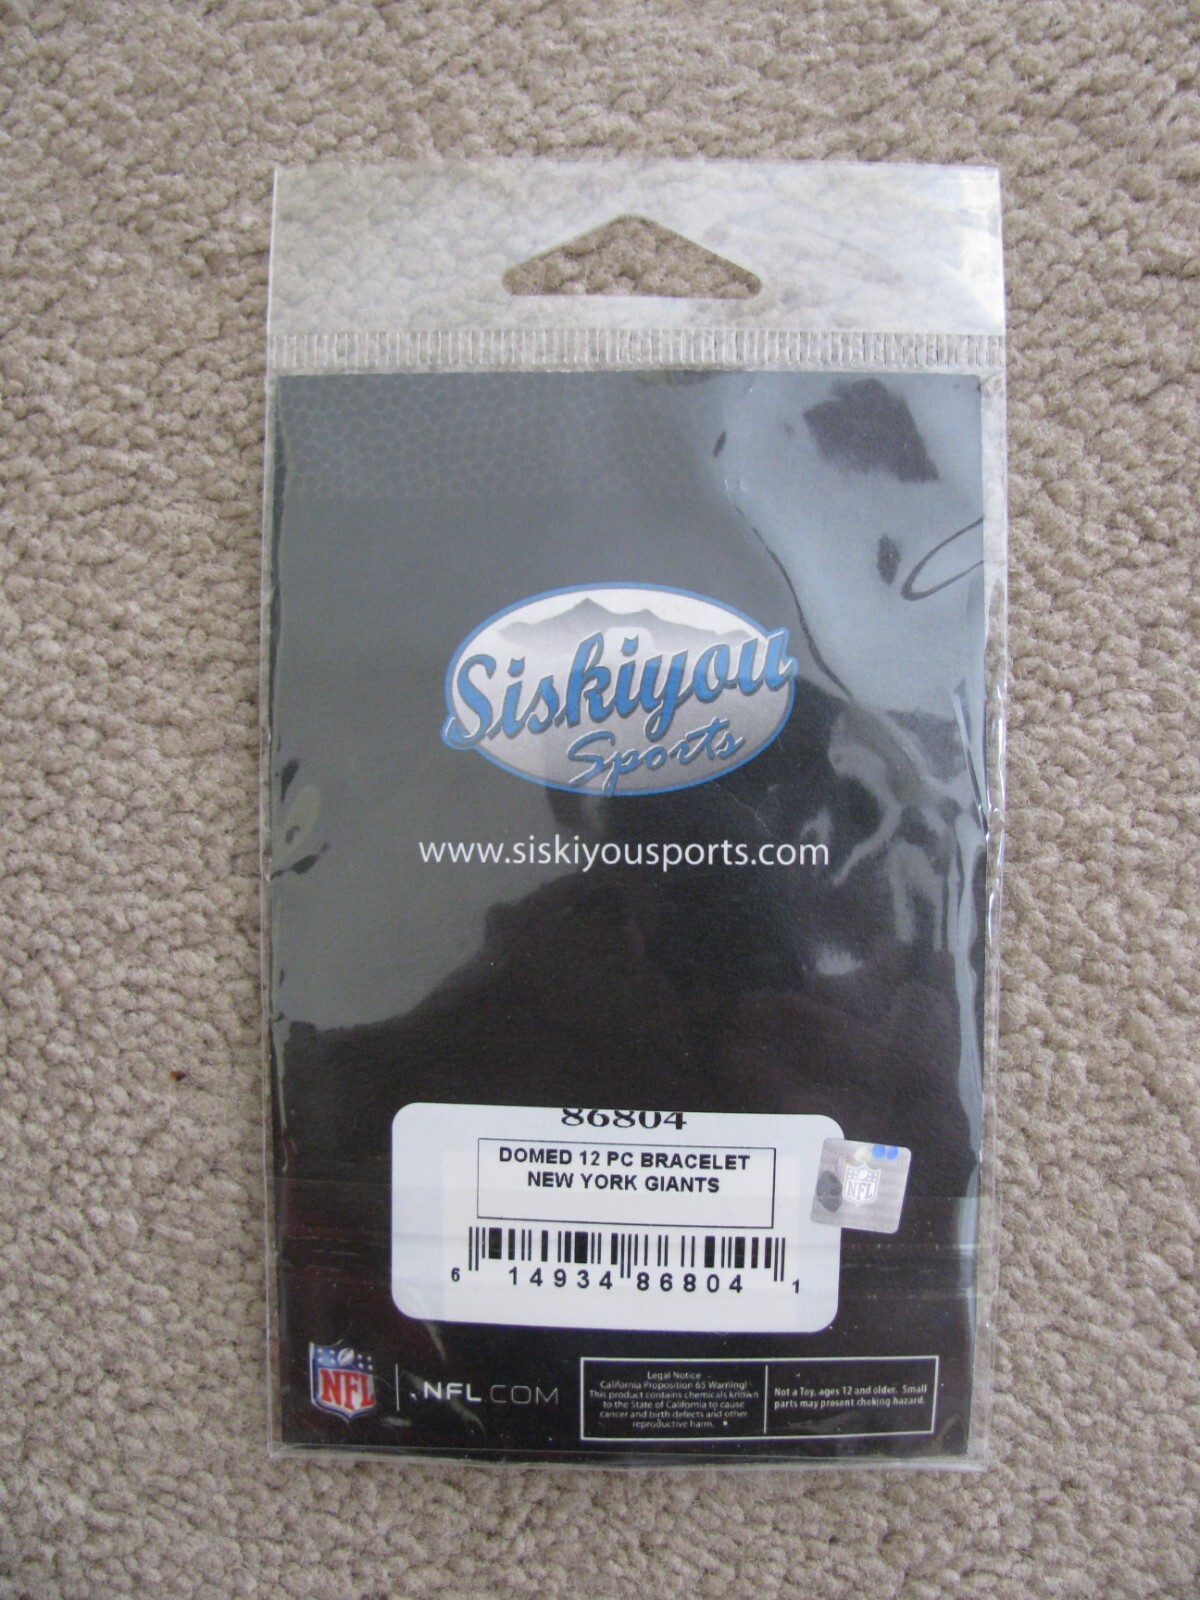 Siskiyou
Sports
www.siskiyousports.com
86804
DOMED 12 PC BRACELET
NEW YORK GIANTS
6 14934 86804 1
NFL
NFL
NFL.COM
Legal Notice
California Proposition 65 Warning!
This product contains chemicals known
to the State of California to cause
cancer and birth defects and other
reproductive harm.
Not a Toy, ages 12 and older. Small
parts may present choking hazard.